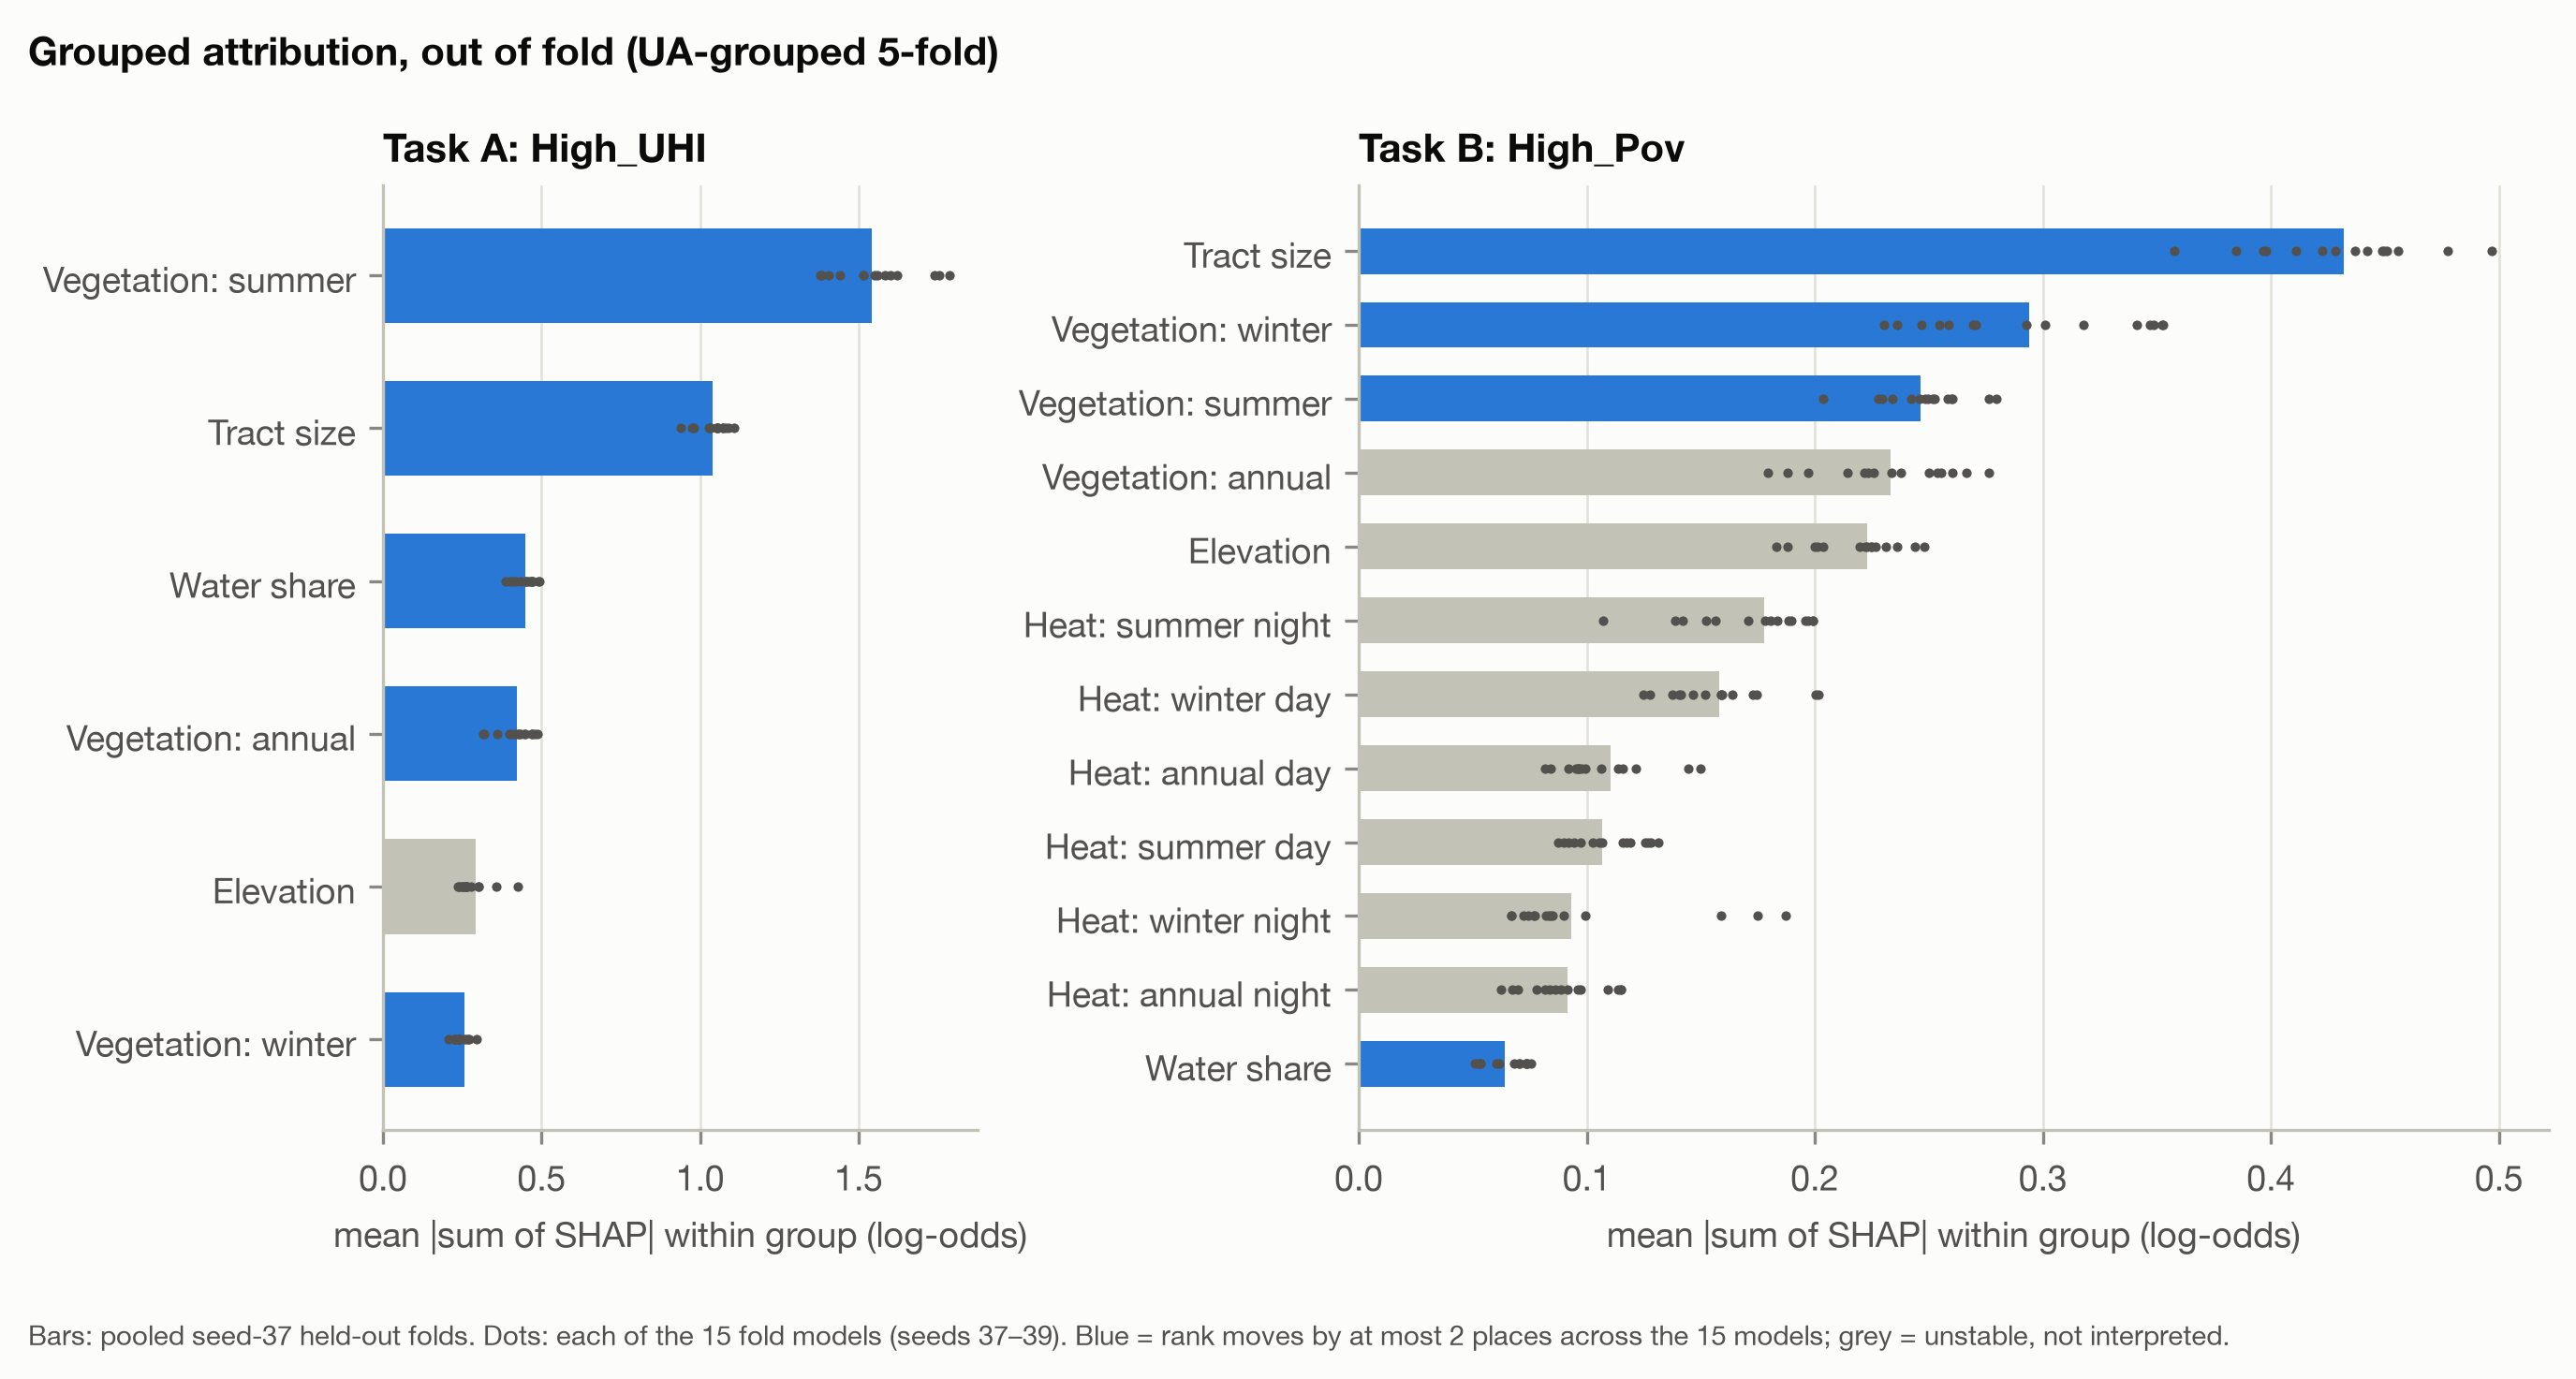 Grouped attribution, out of fold (UA-grouped 5-fold)
Task A: High_UHI
Vegetation: summer
Tract size
Water share
Vegetation: annual
Elevation
Vegetation: winter
0.0 0.5 1.0 1.5
mean |sum of SHAP| within group (log-odds)
Task B: High_Pov
Tract size
Vegetation: winter
Vegetation: summer
Vegetation: annual
Elevation
Heat: summer night
Heat: winter day
Heat: annual day
Heat: summer day
Heat: winter night
Heat: annual night
Water share
0.0 0.1 0.2 0.3 0.4 0.5
mean |sum of SHAP| within group (log-odds)
Bars: pooled seed-37 held-out folds. Dots: each of the 15 fold models (seeds 37–39). Blue = rank moves by at most 2 places across the 15 models; grey = unstable, not interpreted.